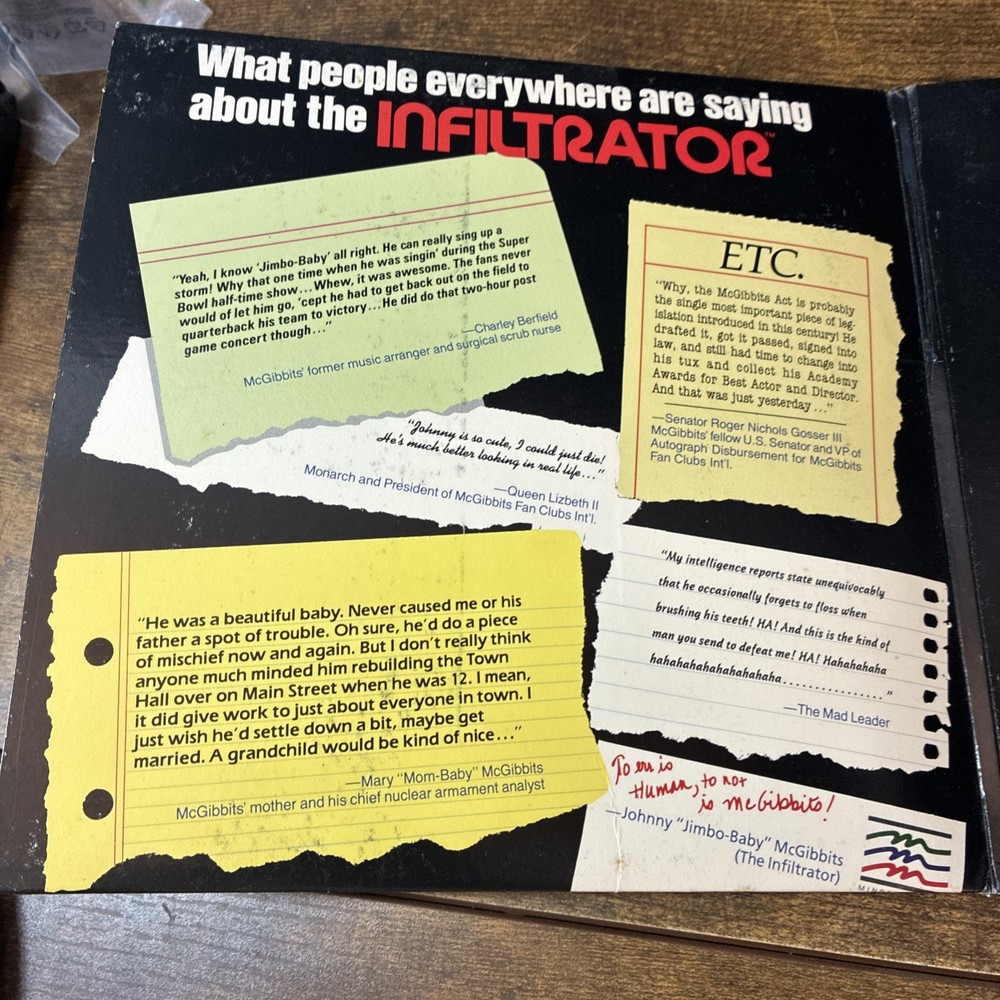 What people everywhere are saying
about the INFILTRATOR™
"Yeah, I know 'Jimbo-Baby' all right. He can really sing up a
storm! Why that one time when he was singin' during the Super
Bowl half-time show...Whew, it was awesome. The fans never
would of let him go, 'cept he had to get back out on the field to
quarterback his team to victory...He did do that two-hour post
game concert though..."
—Charley Berfield
McGibbits' former music arranger and surgical scrub nurse
ETC.
"Why, the McGibbits Act is probably
the single most important piece of leg-
islation introduced in this century! He
drafted it, got it passed, signed into
law, and still had time to change into
his tux and collect his Academy
Awards for Best Actor and Director.
And that was just yesterday..."
—Senator Roger Nichols Gosser III
McGibbits' fellow U.S. Senator and VP of
Autograph Disbursement for McGibbits
Fan Clubs Int'l.
"Johnny is so cute, I could just die!
He's much better looking in real life..."
—Queen Lizbeth II
Monarch and President of McGibbits Fan Clubs Int'l.
"He was a beautiful baby. Never caused me or his
father a spot of trouble. Oh sure, he'd do a piece
of mischief now and again. But I don't really think
anyone much minded him rebuilding the Town
Hall over on Main Street when he was 12. I mean,
it did give work to just about everyone in town. I
just wish he'd settle down a bit, maybe get
married. A grandchild would be kind of nice..."
—Mary "Mom-Baby" McGibbits
McGibbits' mother and his chief nuclear armament analyst
"My intelligence reports state unequivocably
that he occasionally forgets to floss when
brushing his teeth! HA! And this is the kind of
man you send to defeat me! HA! Hahahahaha
hahahahahahahahahaha................"
—The Mad Leader
To err is
Human, to not
is McGibbits!
—Johnny "Jimbo-Baby" McGibbits
(The Infiltrator)